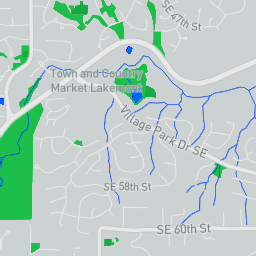 SE 47th St
Town and Country
Market Lakemont
Village Park Dr SE
SE 58th St
SE 60th St